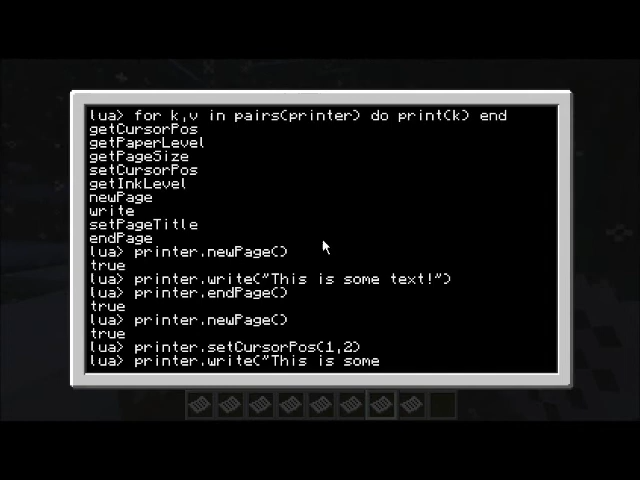 lua> for k,v in pairs(printer) do print(k) end
getCursorPos
getPaperLevel
getPageSize
setCursorPos
getInkLevel
newPage
write
setPageTitle
endPage
lua> printer.newPage()
true
lua> printer.write("This is some text!")
lua> printer.endPage()
true
lua> printer.newPage()
true
lua> printer.setCursorPos(1,2)
lua> printer.write("This is some